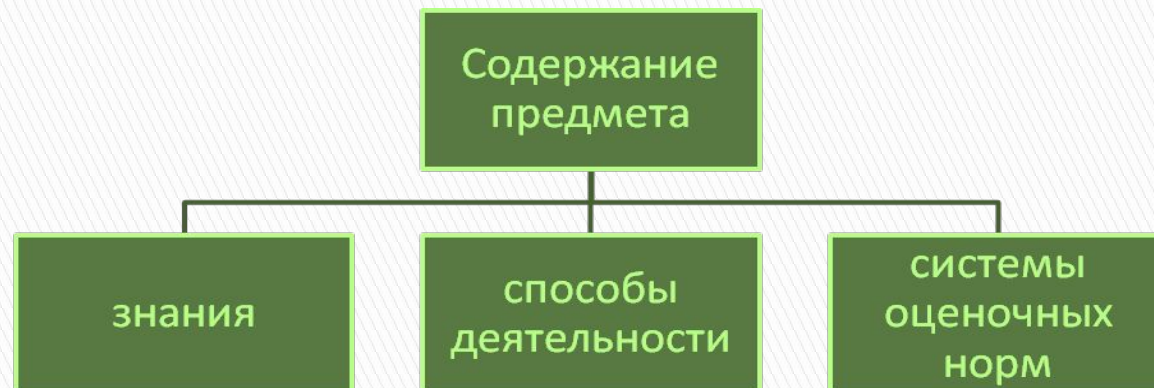 Содержание
предмета
знания
способы
деятельности
системы
оценочных
норм